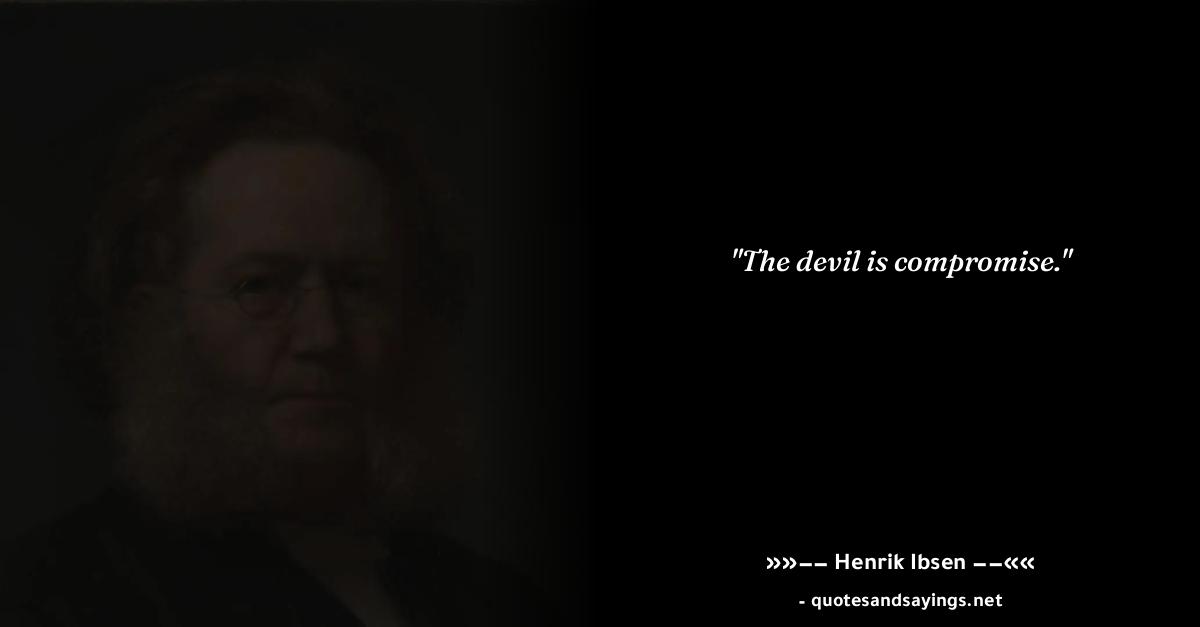 "The devil is compromise."
»»–– Henrik Ibsen ––««
- quotesandsayings.net